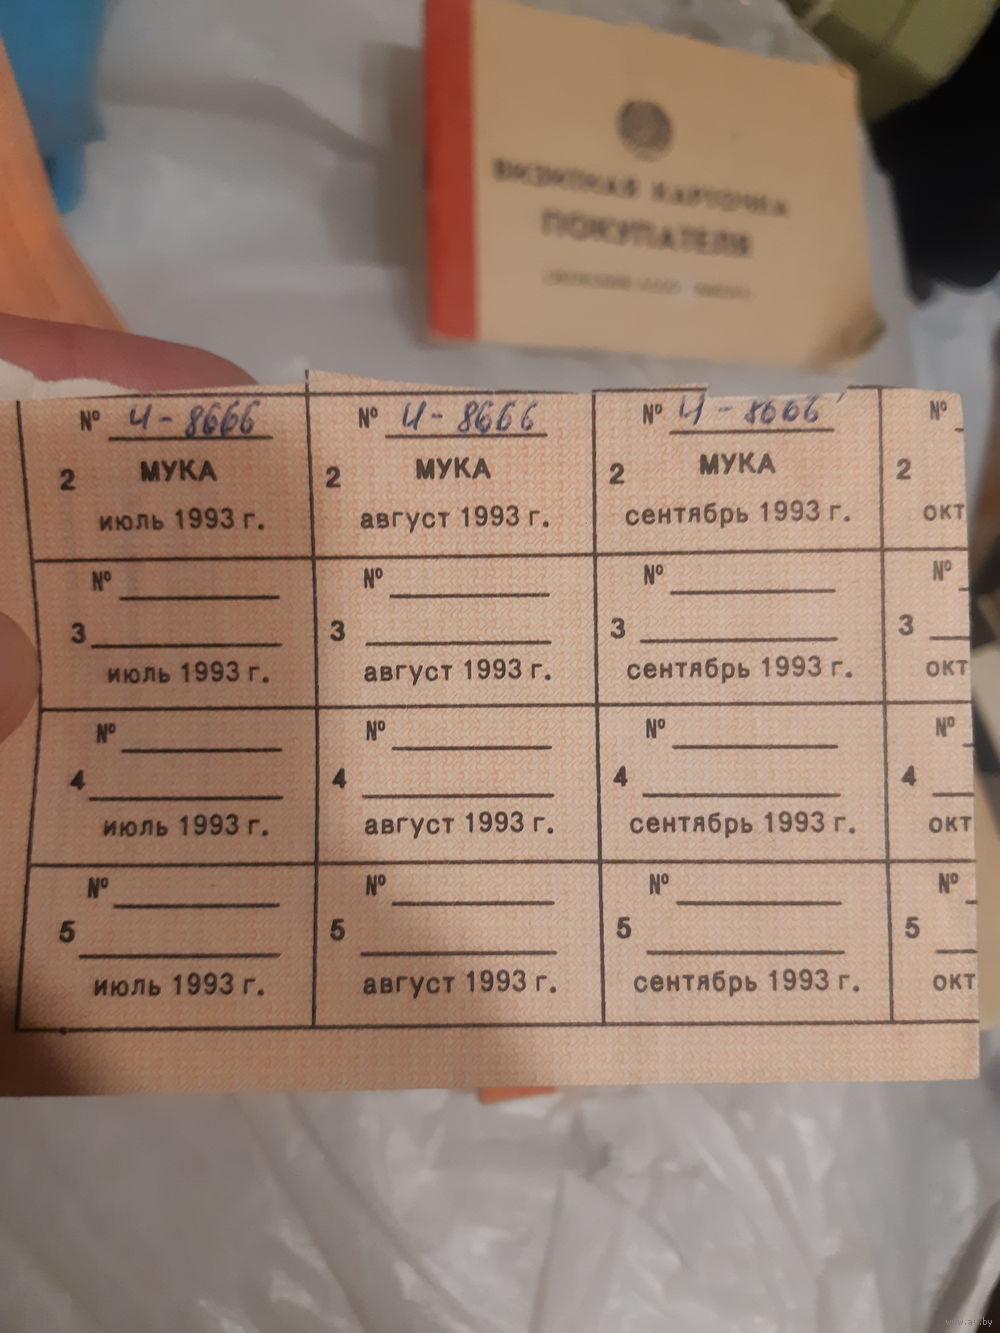 ВИЗИТНАЯ КАРТОЧКА
ПОКУПАТЕЛЯ
№ Ч-8666 № Ч-8666 № Ч-8666 №
2 МУКА 2 МУКА 2 МУКА 2
июль 1993 г. август 1993 г. сентябрь 1993 г. окт
№ № № №
3 3 3 3
июль 1993 г. август 1993 г. сентябрь 1993 г. окт
№ № № №
4 4 4 4
июль 1993 г. август 1993 г. сентябрь 1993 г. окт
№ № № №
5 5 5 5
июль 1993 г. август 1993 г. сентябрь 1993 г. окт